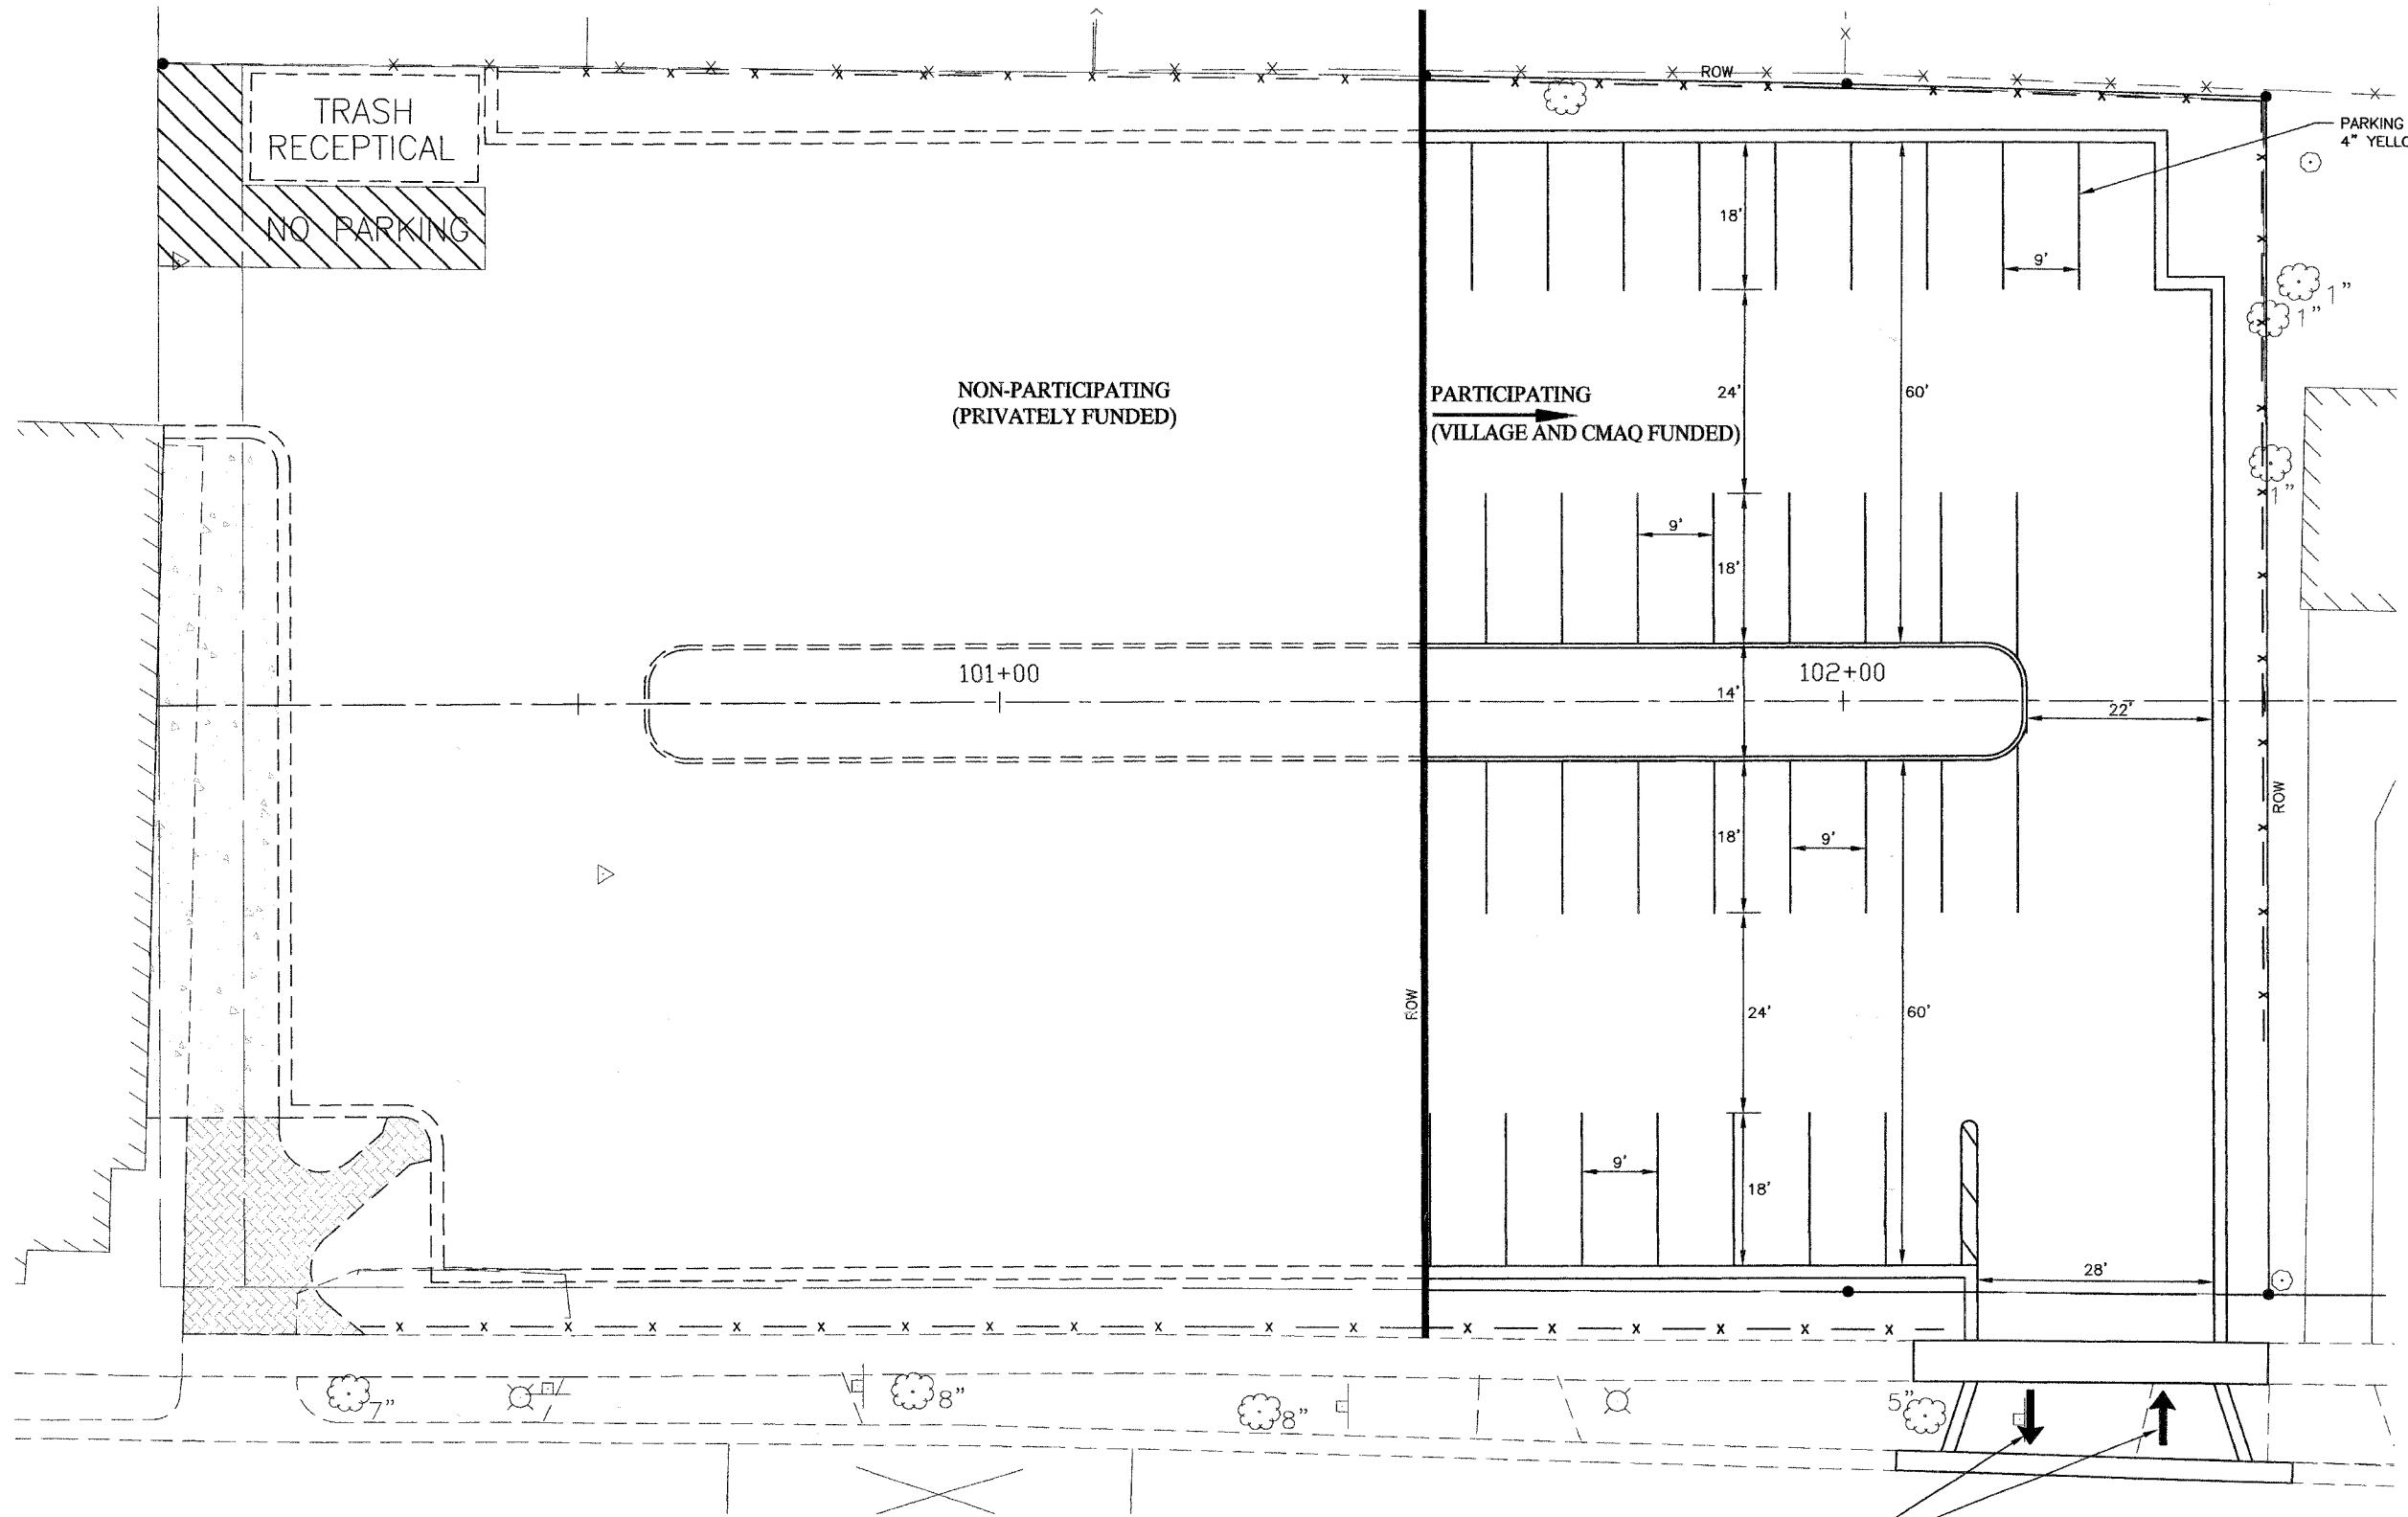 ROW
TRASH
RECEPTICAL
NO PARKING
PARKING
4" YELLO
18'
9'
1"
1"
NON-PARTICIPATING
(PRIVATELY FUNDED)
PARTICIPATING
(VILLAGE AND CMAQ FUNDED)
24'
60'
1"
9'
18'
101+00
102+00
14'
22'
ROW
18'
9'
ROW
24'
60'
9'
18'
28'
7"
8"
8"
5"